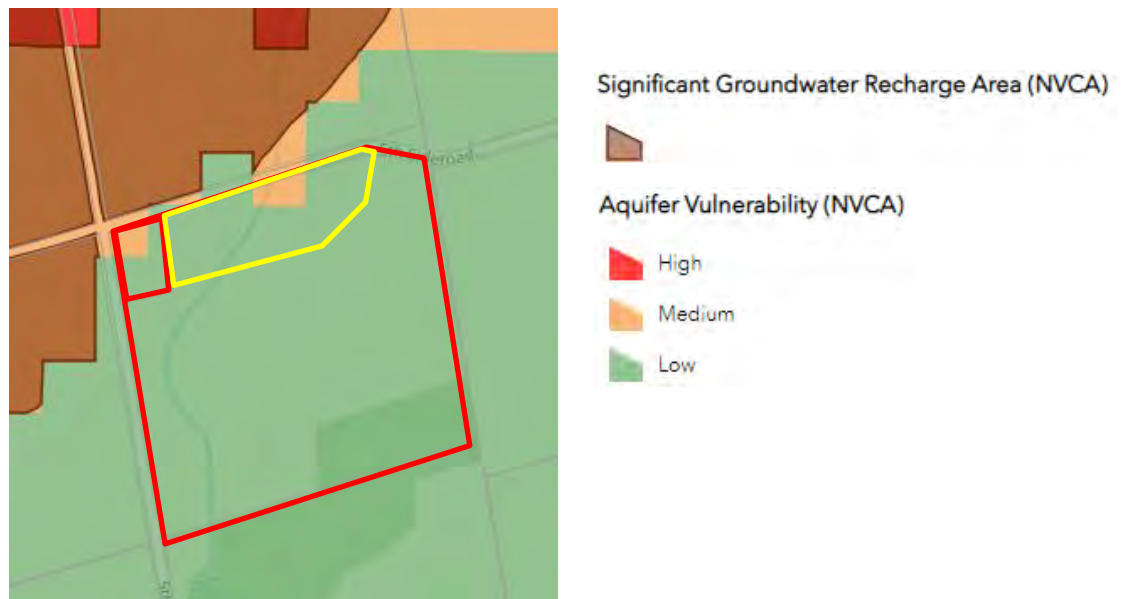 Significant Groundwater Recharge Area (NVCA)
Aquifer Vulnerability (NVCA)
High
Medium
Low